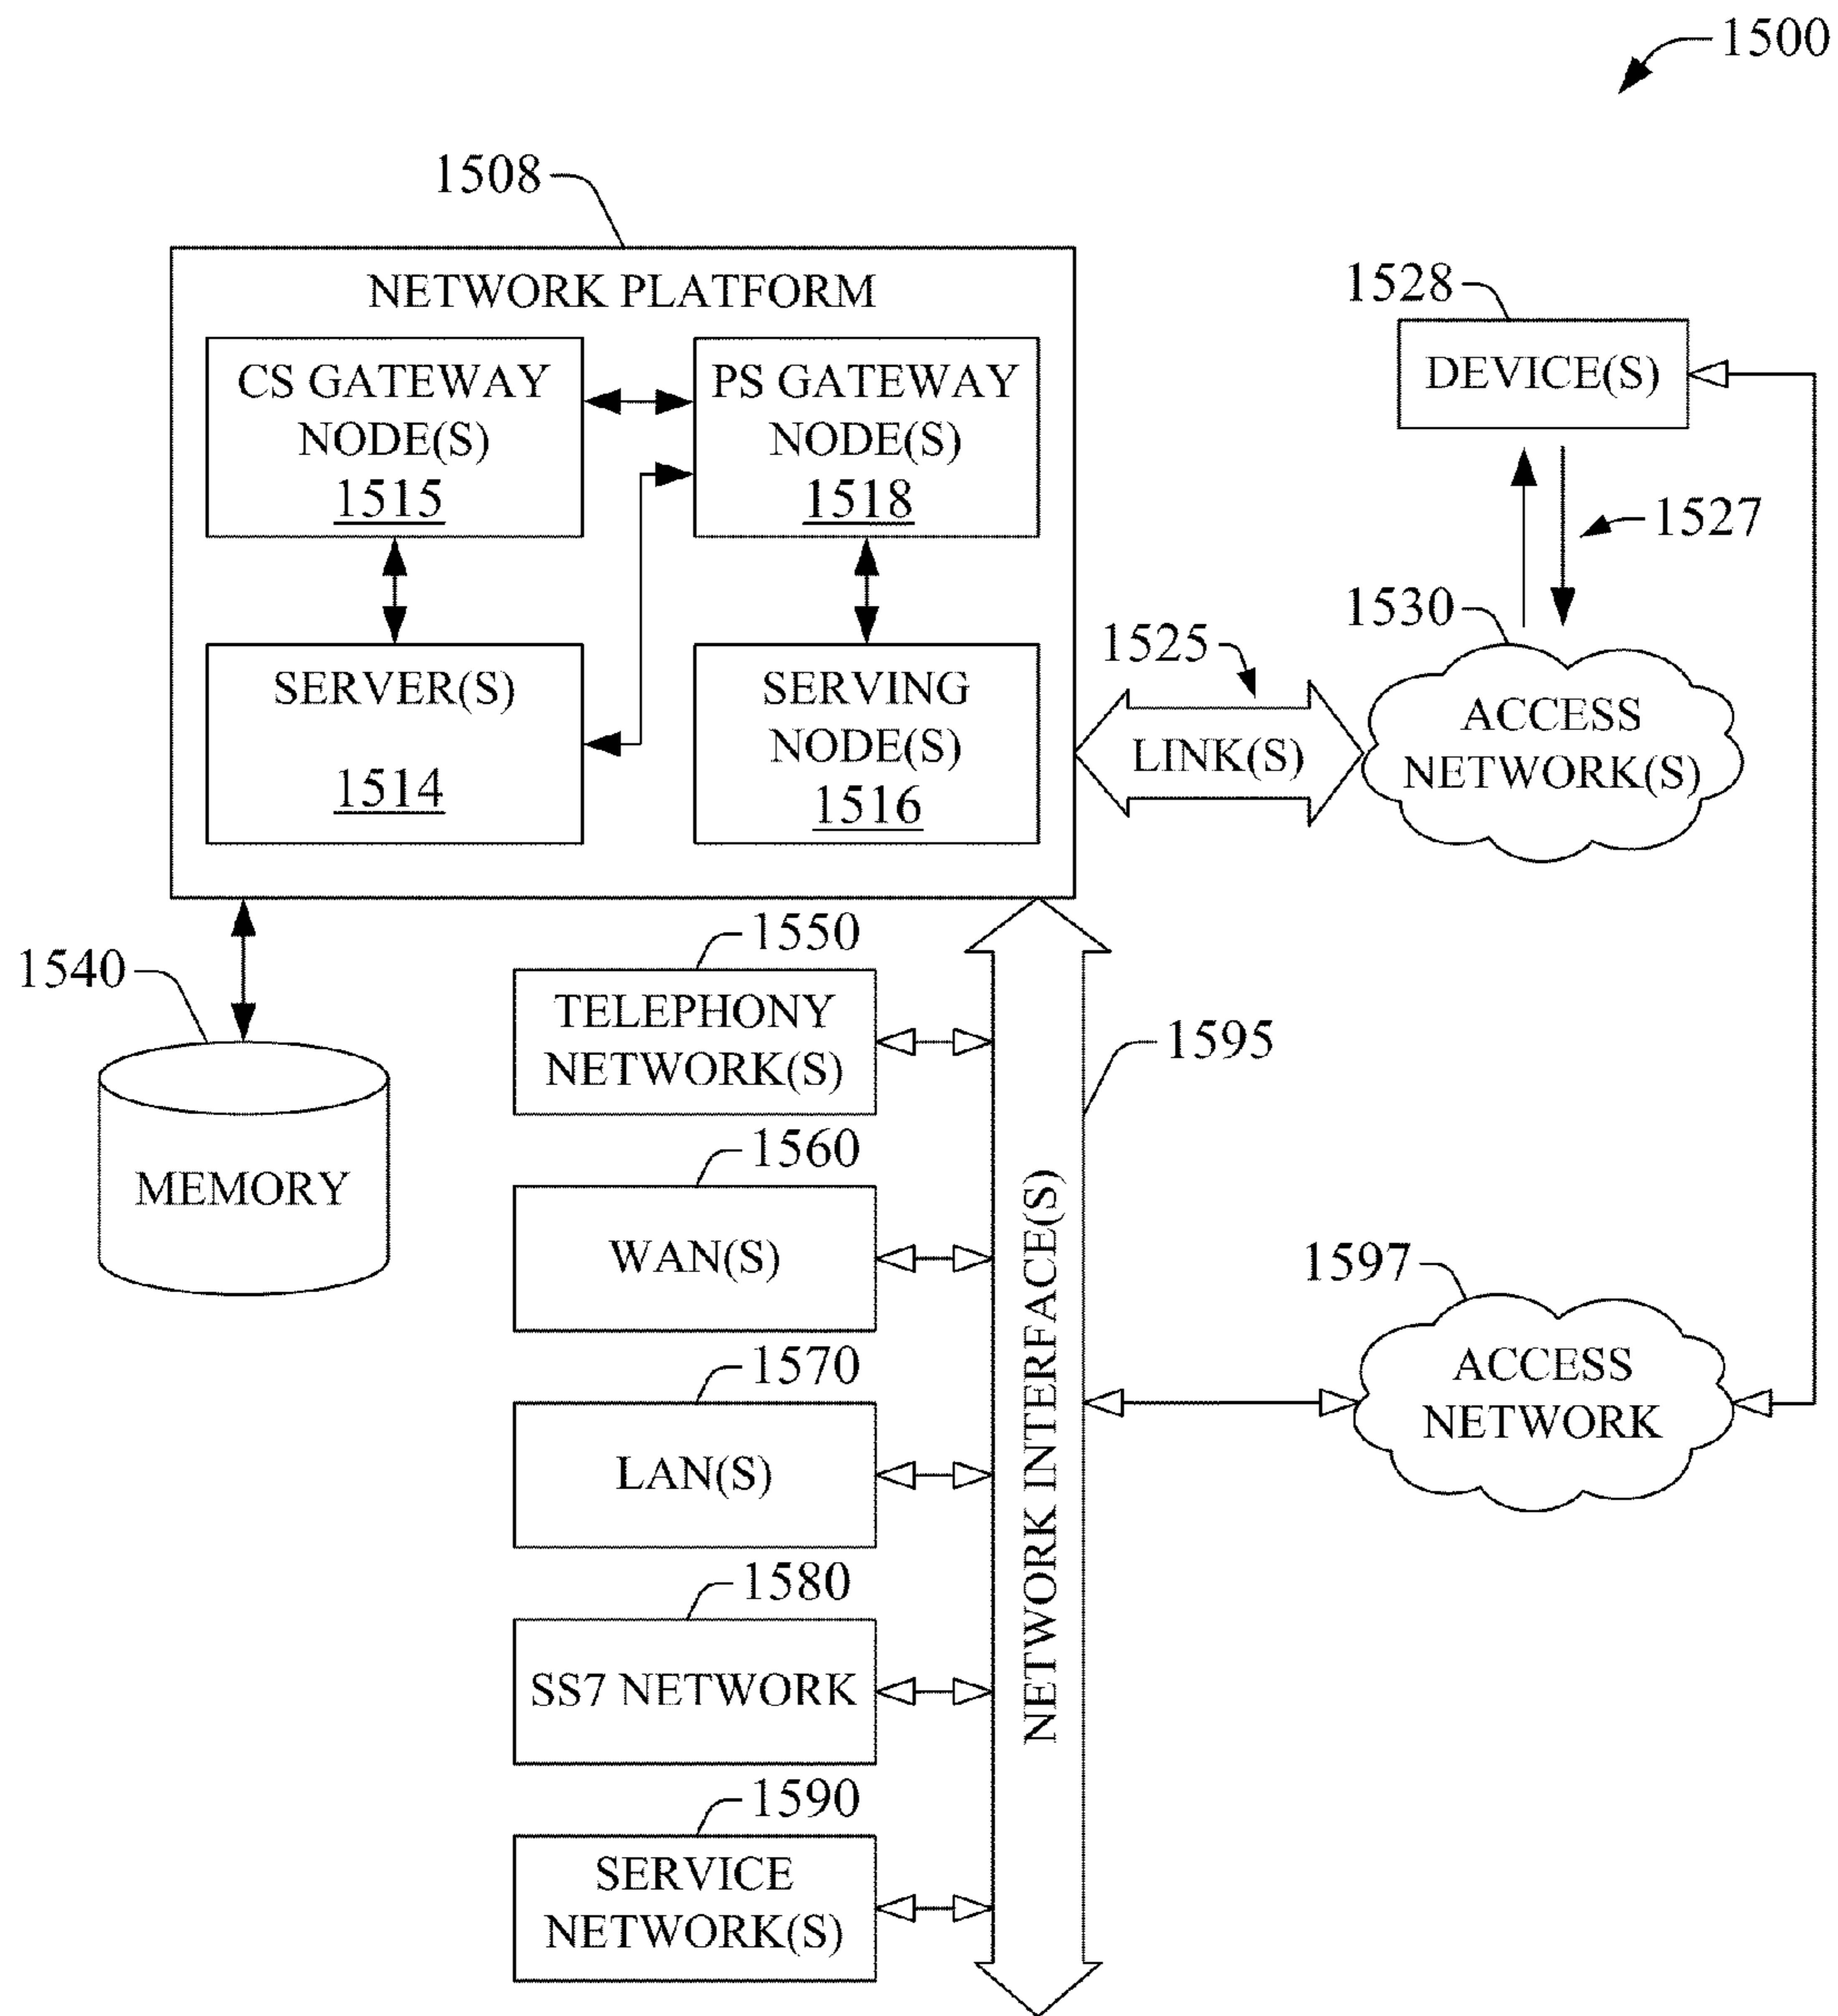 1500
1508
NETWORK PLATFORM
CS GATEWAY
NODE(S)
1515
PS GATEWAY
NODE(S)
1518
SERVER(S)
1514
SERVING
NODE(S)
1516
1528
DEVICE(S)
1527
1530
1525
LINK(S)
ACCESS
NETWORK(S)
1540
MEMORY
1550
TELEPHONY
NETWORK(S)
1595
1560
WAN(S)
NETWORK INTERFACE(S)
1597
ACCESS
NETWORK
1570
LAN(S)
1580
SS7 NETWORK
1590
SERVICE
NETWORK(S)